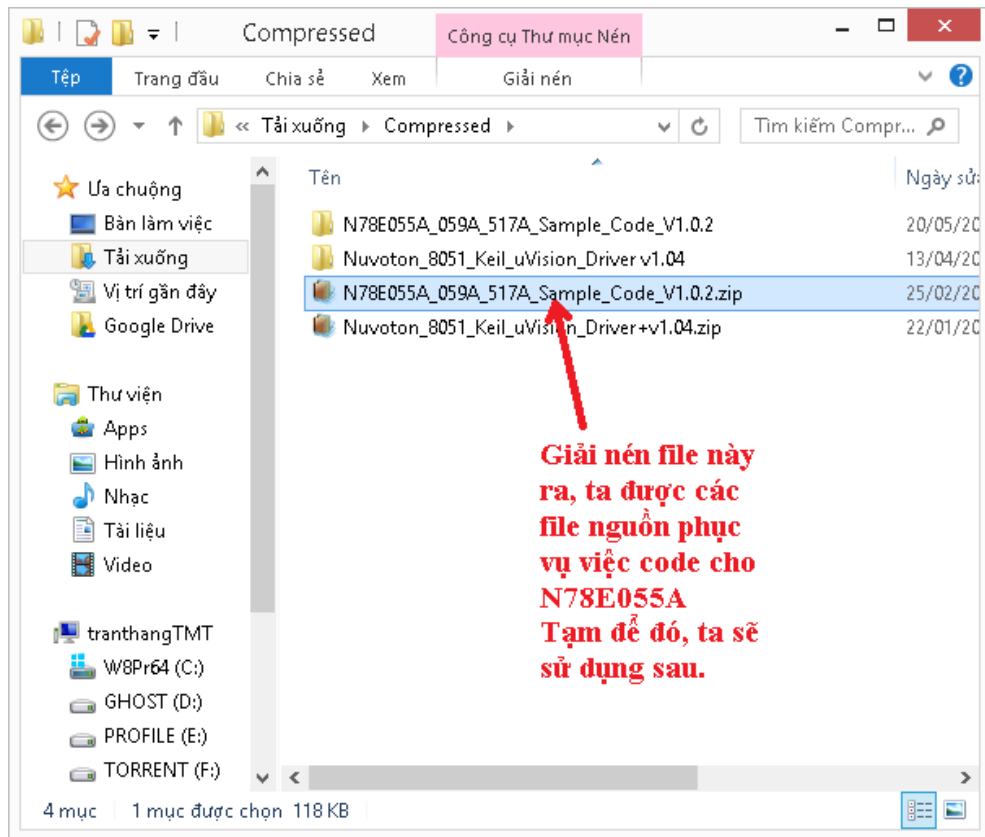 Compressed
Công cụ Thư mục Nén
Tệp
Trang đầu
Chia sẻ
Xem
Giải nén
« Tải xuống
Compressed
Tìm kiếm Compr...
Ưa chuộng
Bàn làm việc
Tải xuống
Vị trí gần đây
Google Drive
Thư viện
Apps
Hình ảnh
Nhạc
Tài liệu
Video
tranthangTMT
W8Pr64 (C:)
GHOST (D:)
PROFILE (E:)
TORRENT (F:)
Tên
Ngày sửa
N78E055A_059A_517A_Sample_Code_V1.0.2
20/05/20
Nuvoton_8051_Keil_uVision_Driver v1.04
13/04/20
N78E055A_059A_517A_Sample_Code_V1.0.2.zip
25/02/20
Nuvoton_8051_Keil_uVision_Driver+v1.04.zip
22/01/20
Giải nén file này
ra, ta được các
file nguồn phục
vụ việc code cho
N78E055A
Tạm để đó, ta sẽ
sử dụng sau.
4 mục
1 mục được chọn 118 KB